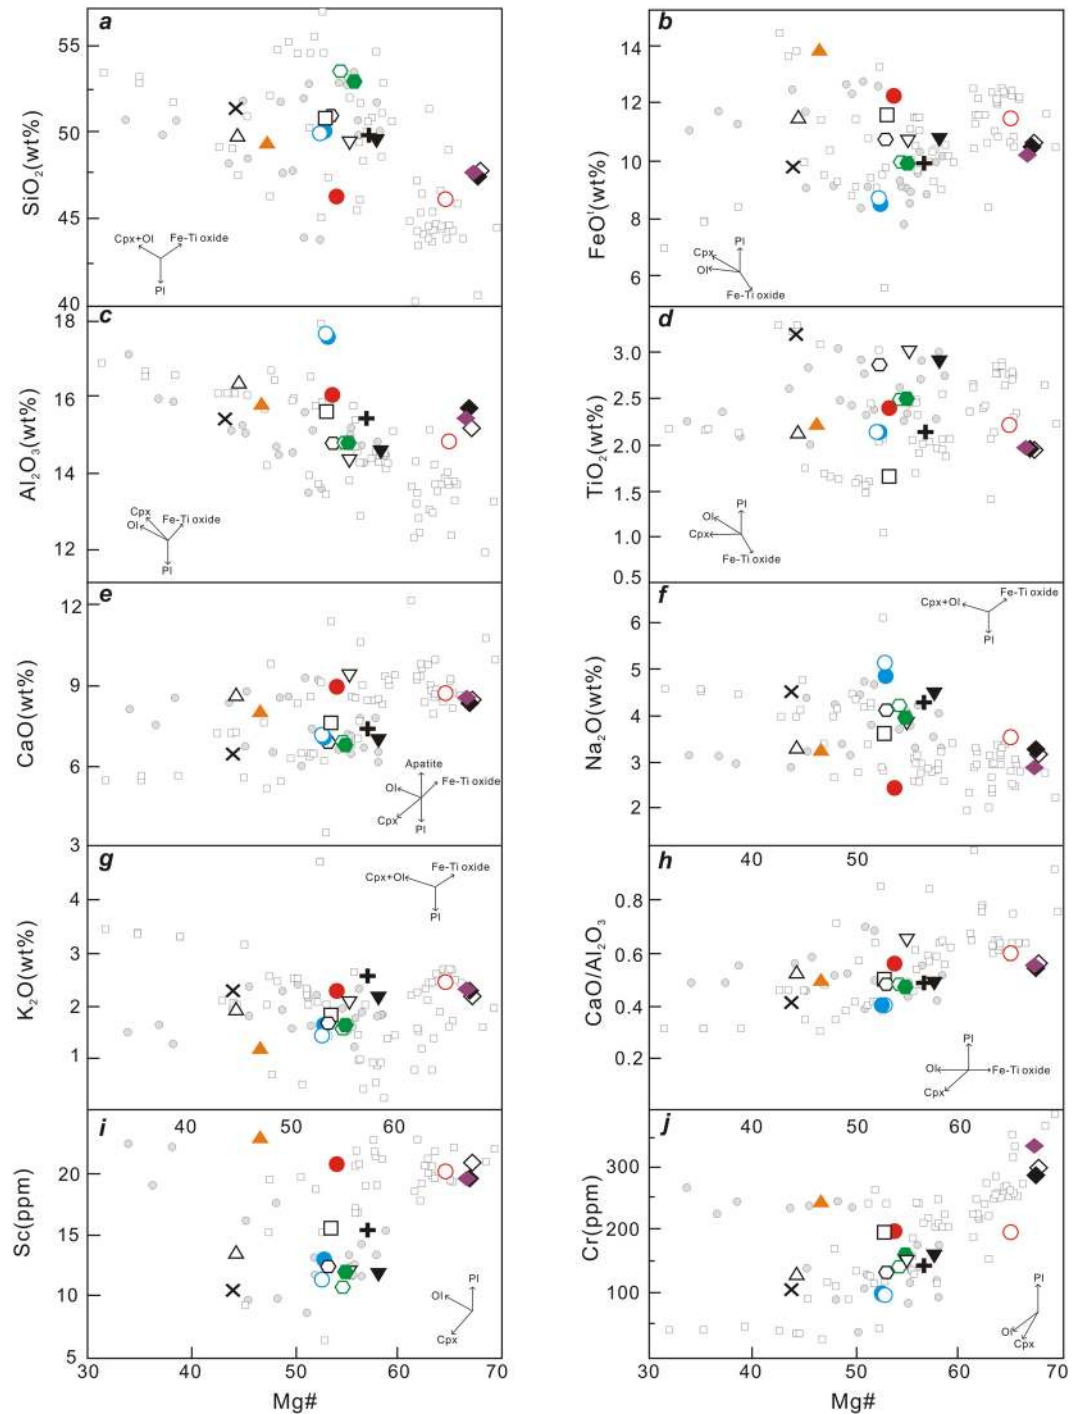 a
SiO2(wt%)
55
50
45
40
Cpx+Ol
Fe-Ti oxide
Pl
b
FeOt(wt%)
14
12
10
8
6
Pl
Cpx
Ol
Fe-Ti oxide
c
Al2O3(wt%)
18
16
14
12
Cpx
Ol
Fe-Ti oxide
Pl
d
TiO2(wt%)
3.0
2.5
2.0
1.5
1.0
0.5
Pl
Ol
Cpx
Fe-Ti oxide
e
CaO(wt%)
12
9
6
3
Apatite
Fe-Ti oxide
Ol
Cpx
Pl
f
Na2O(wt%)
6
5
4
3
2
Cpx+Ol
Fe-Ti oxide
Pl
g
K2O(wt%)
4
3
2
1
Cpx+Ol
Fe-Ti oxide
Pl
h
40
50
CaO/Al2O3
0.8
0.6
0.4
0.2
Pl
Ol
Fe-Ti oxide
Cpx
i
40
50
60
Sc(ppm)
20
15
10
5
Pl
Ol
Cpx
30
50
60
70
Mg#
j
Cr(ppm)
300
200
100
Pl
Ol
Cpx
30
40
50
60
70
Mg#